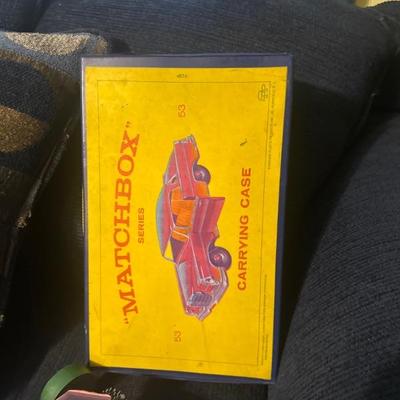 "MATCHBOX"
SERIES
53
53
CARRYING CASE